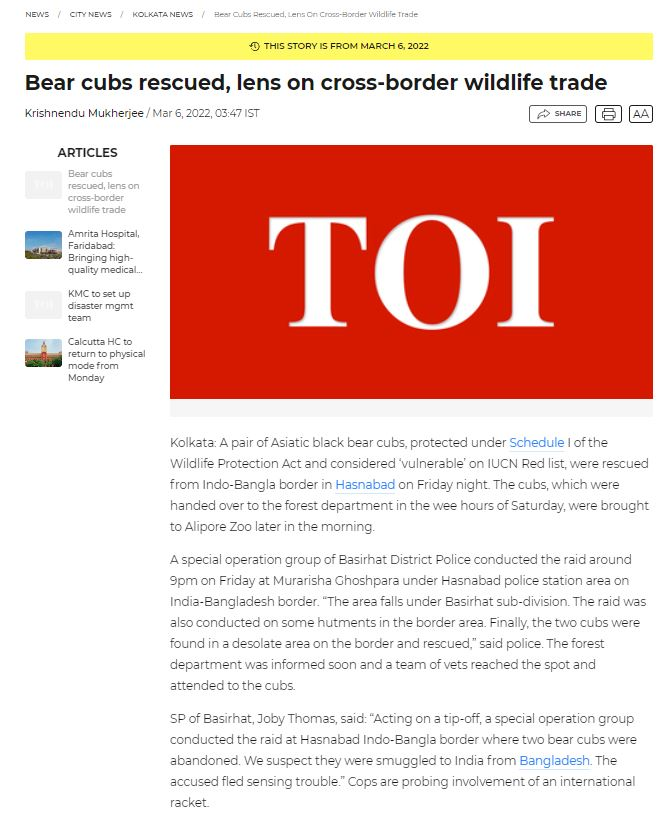 NEWS / CITY NEWS / KOLKATA NEWS / Bear Cubs Rescued, Lens On Cross-Border Wildlife Trade
THIS STORY IS FROM MARCH 6, 2022
Bear cubs rescued, lens on cross-border wildlife trade
Krishnendu Mukherjee / Mar 6, 2022, 03:47 IST
SHARE
AA
ARTICLES
TOI
Bear cubs
rescued, lens on
cross-border
wildlife trade
Amrita Hospital,
Faridabad:
Bringing high-
quality medical...
TOI
KMC to set up
disaster mgmt
team
Calcutta HC to
return to physical
mode from
Monday
TOI
Kolkata: A pair of Asiatic black bear cubs, protected under Schedule I of the
Wildlife Protection Act and considered ‘vulnerable’ on IUCN Red list, were rescued
from Indo-Bangla border in Hasnabad on Friday night. The cubs, which were
handed over to the forest department in the wee hours of Saturday, were brought
to Alipore Zoo later in the morning.
A special operation group of Basirhat District Police conducted the raid around
9pm on Friday at Murarisha Ghoshpara under Hasnabad police station area on
India-Bangladesh border. “The area falls under Basirhat sub-division. The raid was
also conducted on some hutments in the border area. Finally, the two cubs were
found in a desolate area on the border and rescued,” said police. The forest
department was informed soon and a team of vets reached the spot and
attended to the cubs.
SP of Basirhat, Joby Thomas, said: “Acting on a tip-off, a special operation group
conducted the raid at Hasnabad Indo-Bangla border where two bear cubs were
abandoned. We suspect they were smuggled to India from Bangladesh. The
accused fled sensing trouble.” Cops are probing involvement of an international
racket.